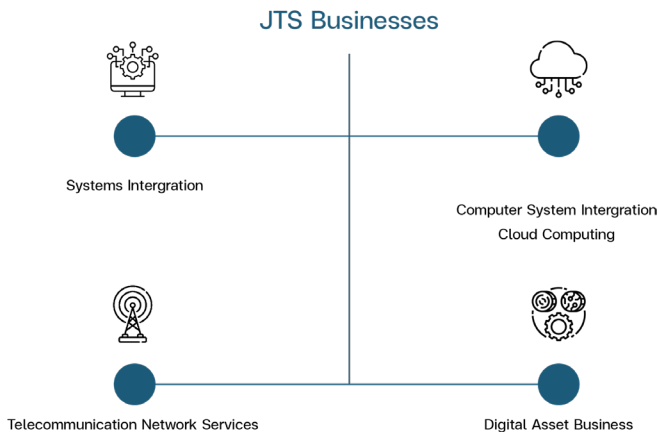 JTS Businesses
Systems Intergration
Computer System Intergration
Cloud Computing
Telecommunication Network Services
Digital Asset Business